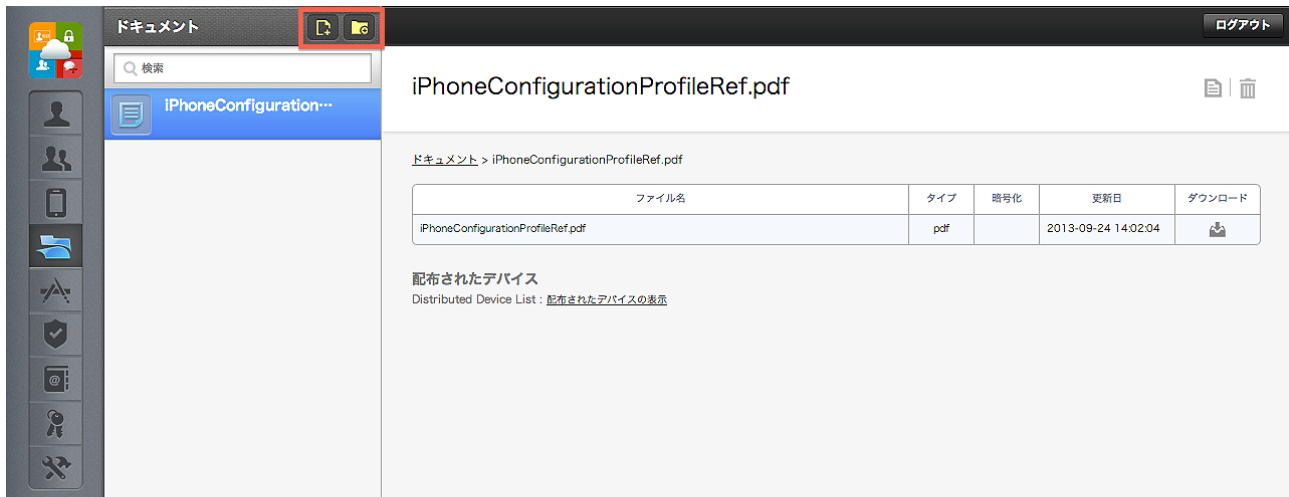 ドキュメント
ログアウト
検索
iPhoneConfiguration…
iPhoneConfigurationProfileRef.pdf
ドキュメント > iPhoneConfigurationProfileRef.pdf
ファイル名 タイプ 暗号化 更新日 ダウンロード
iPhoneConfigurationProfileRef.pdf pdf 2013-09-24 14:02:04
配布されたデバイス
Distributed Device List : 配布されたデバイスの表示